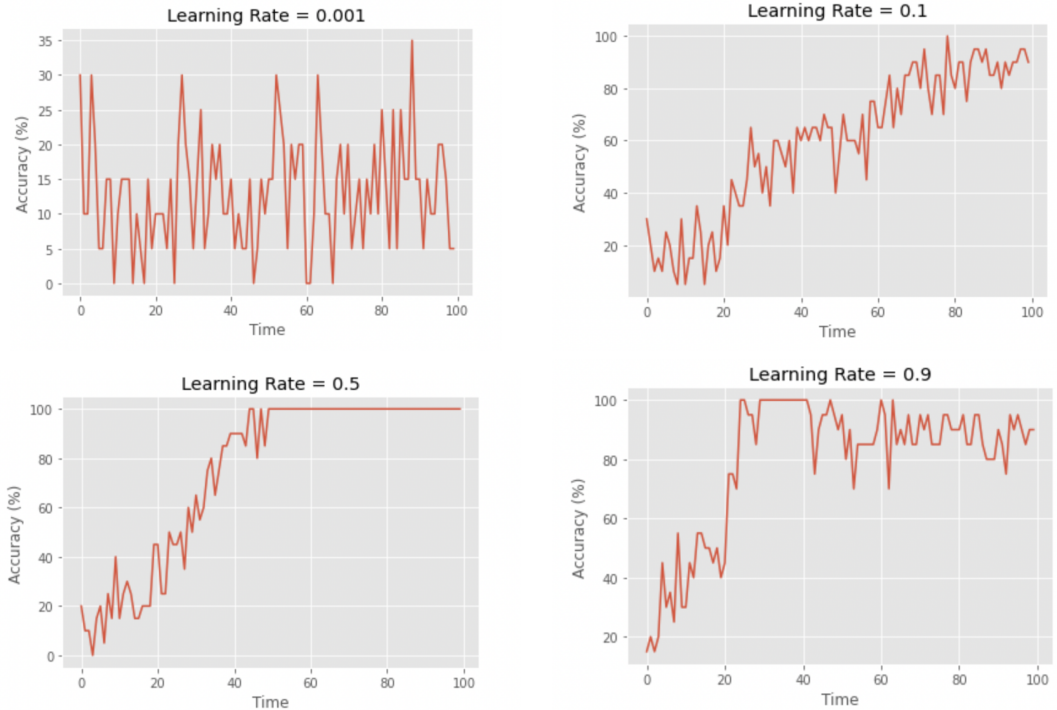 Learning Rate = 0.001
35
30
25
20
15
10
5
0
Accuracy (%)
0 20 40 60 80 100
Time
Learning Rate = 0.1
100
80
60
40
20
Accuracy (%)
0 20 40 60 80 100
Time
Learning Rate = 0.5
100
80
60
40
20
0
Accuracy (%)
0 20 40 60 80 100
Time
Learning Rate = 0.9
100
80
60
40
20
Accuracy (%)
0 20 40 60 80 100
Time